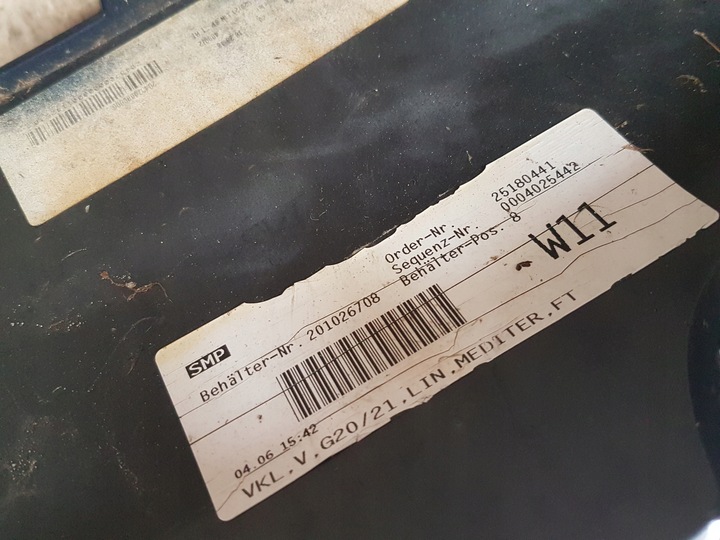 Order-Nr. 25180441
Sequenz-Nr. 0004025442
Behälter-Pos. 8
SMP
Behälter-Nr. 201026708
W11
04.06 15:42
VKL.V.G20/21.LIN.MEDITER.FT